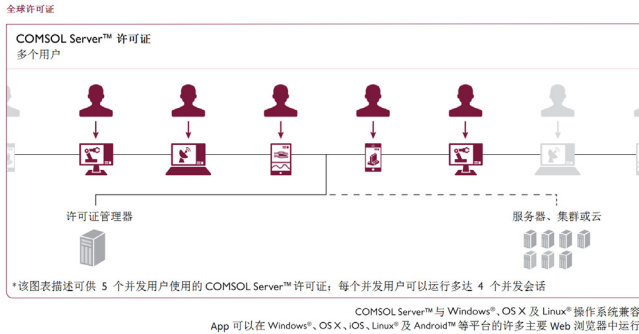 全球许可证
COMSOL Server™ 许可证
多个用户
许可证管理器
服务器、集群或云
*该图表描述可供 5 个并发用户使用的 COMSOL Server™ 许可证；每个并发用户可以运行多达 4 个并发会话
COMSOL Server™ 与 Windows®、OS X 及 Linux® 操作系统兼容
App 可以在 Windows®、OS X、iOS、Linux® 及 Android™ 等平台的许多主要 Web 浏览器中运行